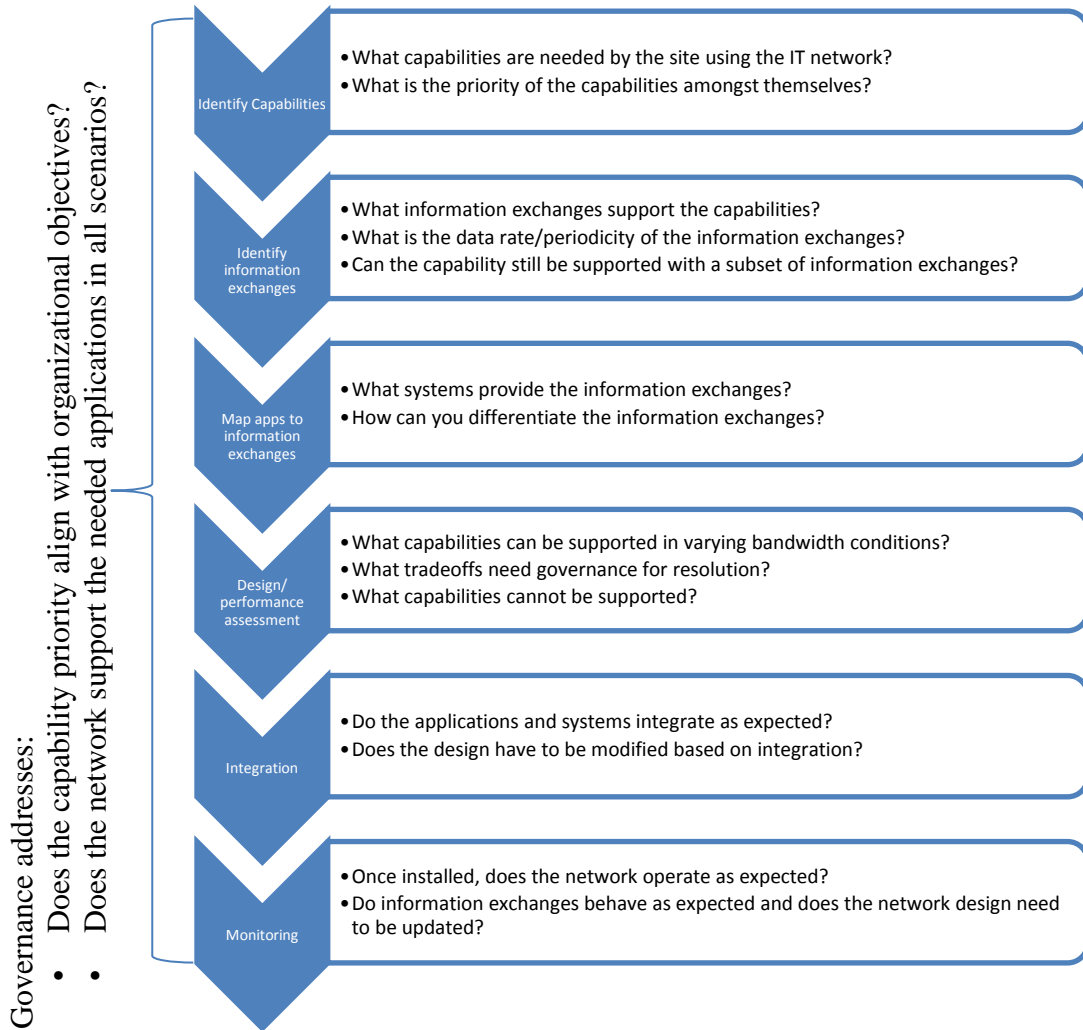 Governance addresses:
• Does the capability priority align with organizational objectives?
• Does the network support the needed applications in all scenarios?
Identify Capabilities
•What capabilities are needed by the site using the IT network?
•What is the priority of the capabilities amongst themselves?
Identify
information
exchanges
•What information exchanges support the capabilities?
•What is the data rate/periodicity of the information exchanges?
•Can the capability still be supported with a subset of information exchanges?
Map apps to
information
exchanges
•What systems provide the information exchanges?
•How can you differentiate the information exchanges?
Design/
performance
assessment
•What capabilities can be supported in varying bandwidth conditions?
•What tradeoffs need governance for resolution?
•What capabilities cannot be supported?
Integration
•Do the applications and systems integrate as expected?
•Does the design have to be modified based on integration?
Monitoring
•Once installed, does the network operate as expected?
•Do information exchanges behave as expected and does the network design need
to be updated?